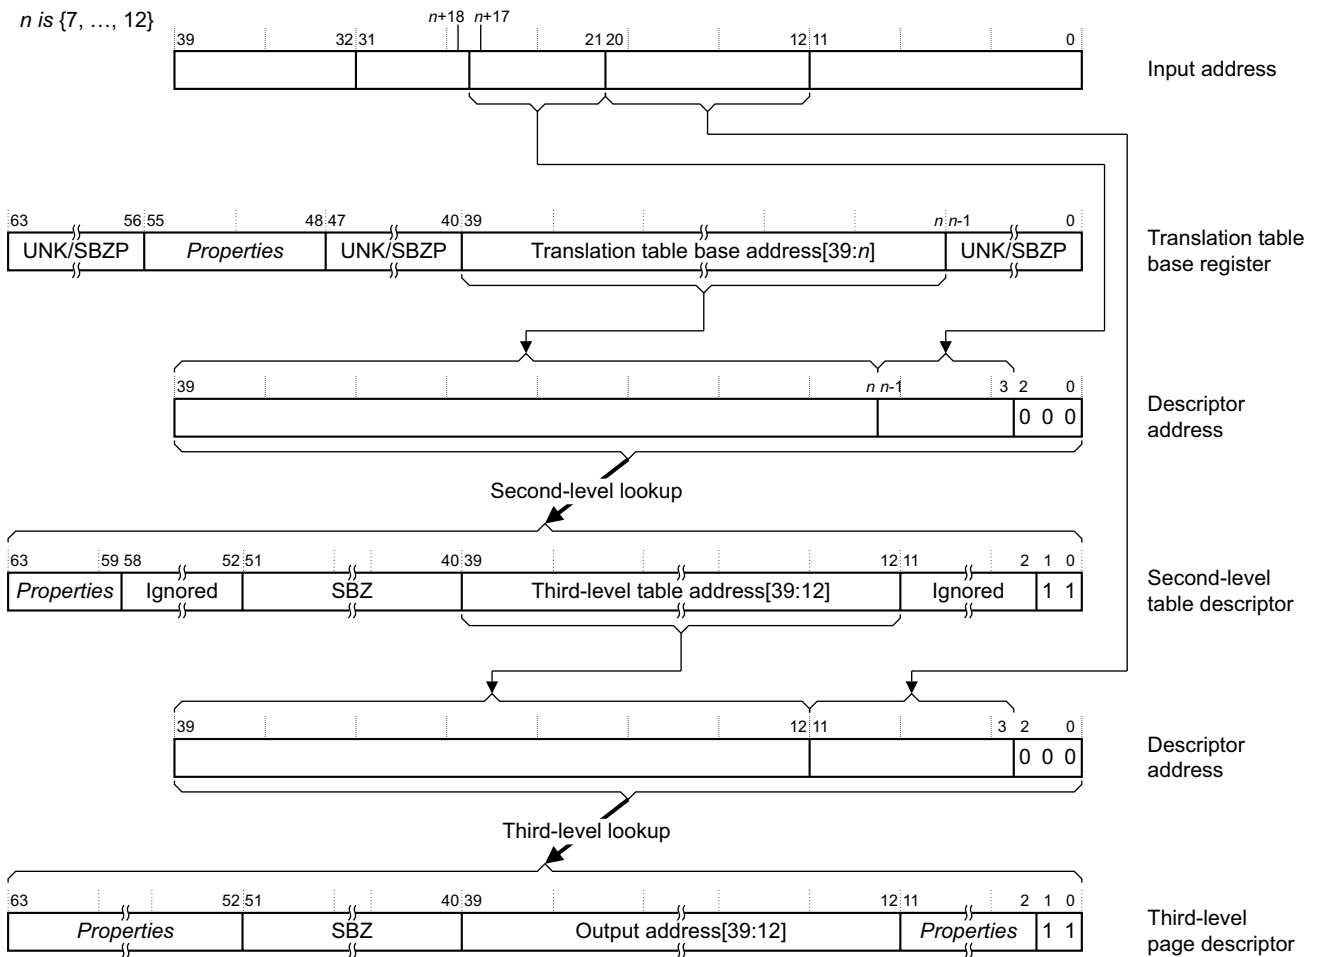 n is {7, …, 12}
n+18 n+17
39 32 31 21 20 12 11 0
Input address
63 56 55 48 47 40 39 n n-1 0
UNK/SBZP Properties UNK/SBZP Translation table base address[39:n] UNK/SBZP
Translation table
base register
39 n n-1 3 2 0
0 0 0
Descriptor
address
Second-level lookup
63 59 58 52 51 40 39 12 11 2 1 0
Properties Ignored SBZ Third-level table address[39:12] Ignored 1 1
Second-level
table descriptor
39 12 11 3 2 0
0 0 0
Descriptor
address
Third-level lookup
63 52 51 40 39 12 11 2 1 0
Properties SBZ Output address[39:12] Properties 1 1
Third-level
page descriptor